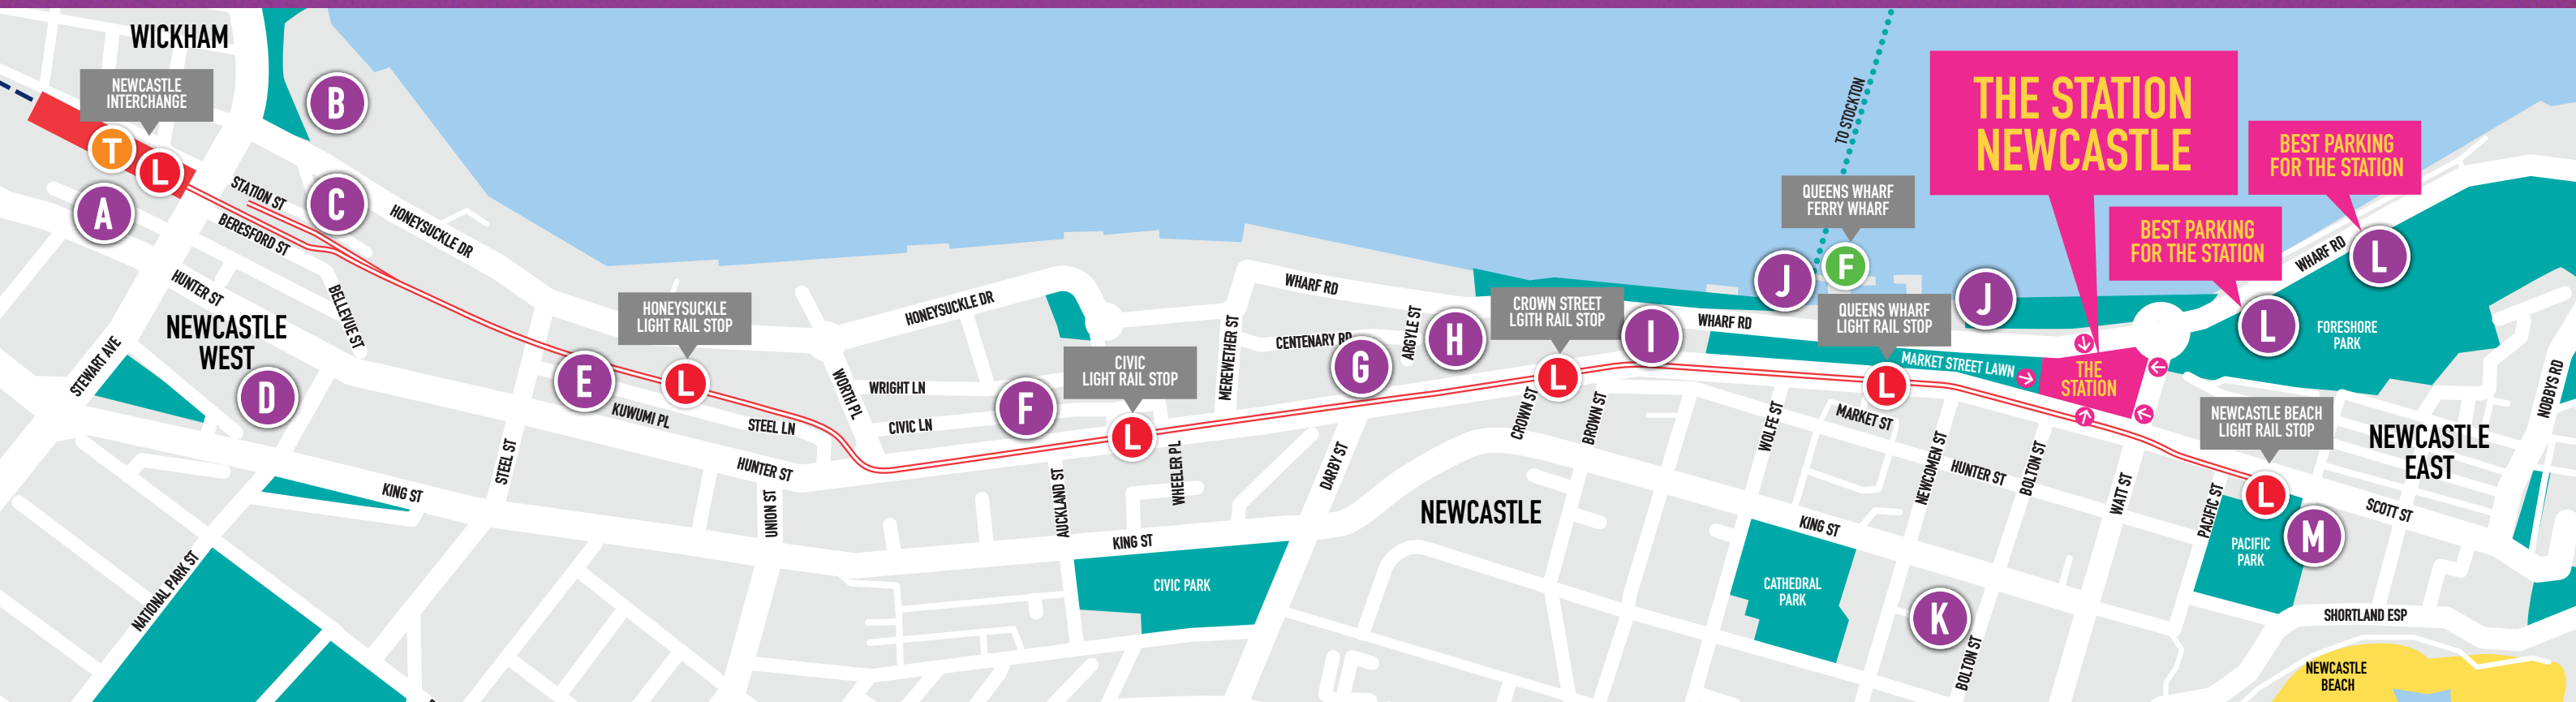 WICKHAM
NEWCASTLE
INTERCHANGE
T
L
A
B
C
STATION ST
BERESFORD ST
HONEYSUCKLE DR
HUNTER ST
BELLEVUE ST
NEWCASTLE
WEST
STEWART AVE
D
KING ST
NATIONAL PARK ST
STEEL ST
E
HONEYSUCKLE
LIGHT RAIL STOP
L
KUWUMI PL
STEEL LN
HUNTER ST
UNION ST
WORTH PL
HONEYSUCKLE DR
WRIGHT LN
CIVIC LN
F
CIVIC
LIGHT RAIL STOP
L
AUCKLAND ST
WHEELER PL
MEREWETHER ST
KING ST
CIVIC PARK
WHARF RD
CENTENARY RD
G
ARGYLE ST
H
DARBY ST
CROWN STREET
LGITH RAIL STOP
L
I
CROWN ST
BROWN ST
NEWCASTLE
WHARF RD
TO STOCKTON
QUEENS WHARF
FERRY WHARF
J
F
QUEENS WHARF
LIGHT RAIL STOP
L
J
MARKET STREET LAWN
MARKET ST
WOLFE ST
NEWCOMEN ST
HUNTER ST
BOLTON ST
WATT ST
KING ST
CATHEDRAL
PARK
K
BOLTON ST
THE STATION
NEWCASTLE
BEST PARKING
FOR THE STATION
BEST PARKING
FOR THE STATION
THE
STATION
WHARF RD
L
L
FORESHORE
PARK
NEWCASTLE BEACH
LIGHT RAIL STOP
L
NEWCASTLE
EAST
NOBBYS RD
PACIFIC ST
PACIFIC
PARK
M
SCOTT ST
SHORTLAND ESP
NEWCASTLE
BEACH